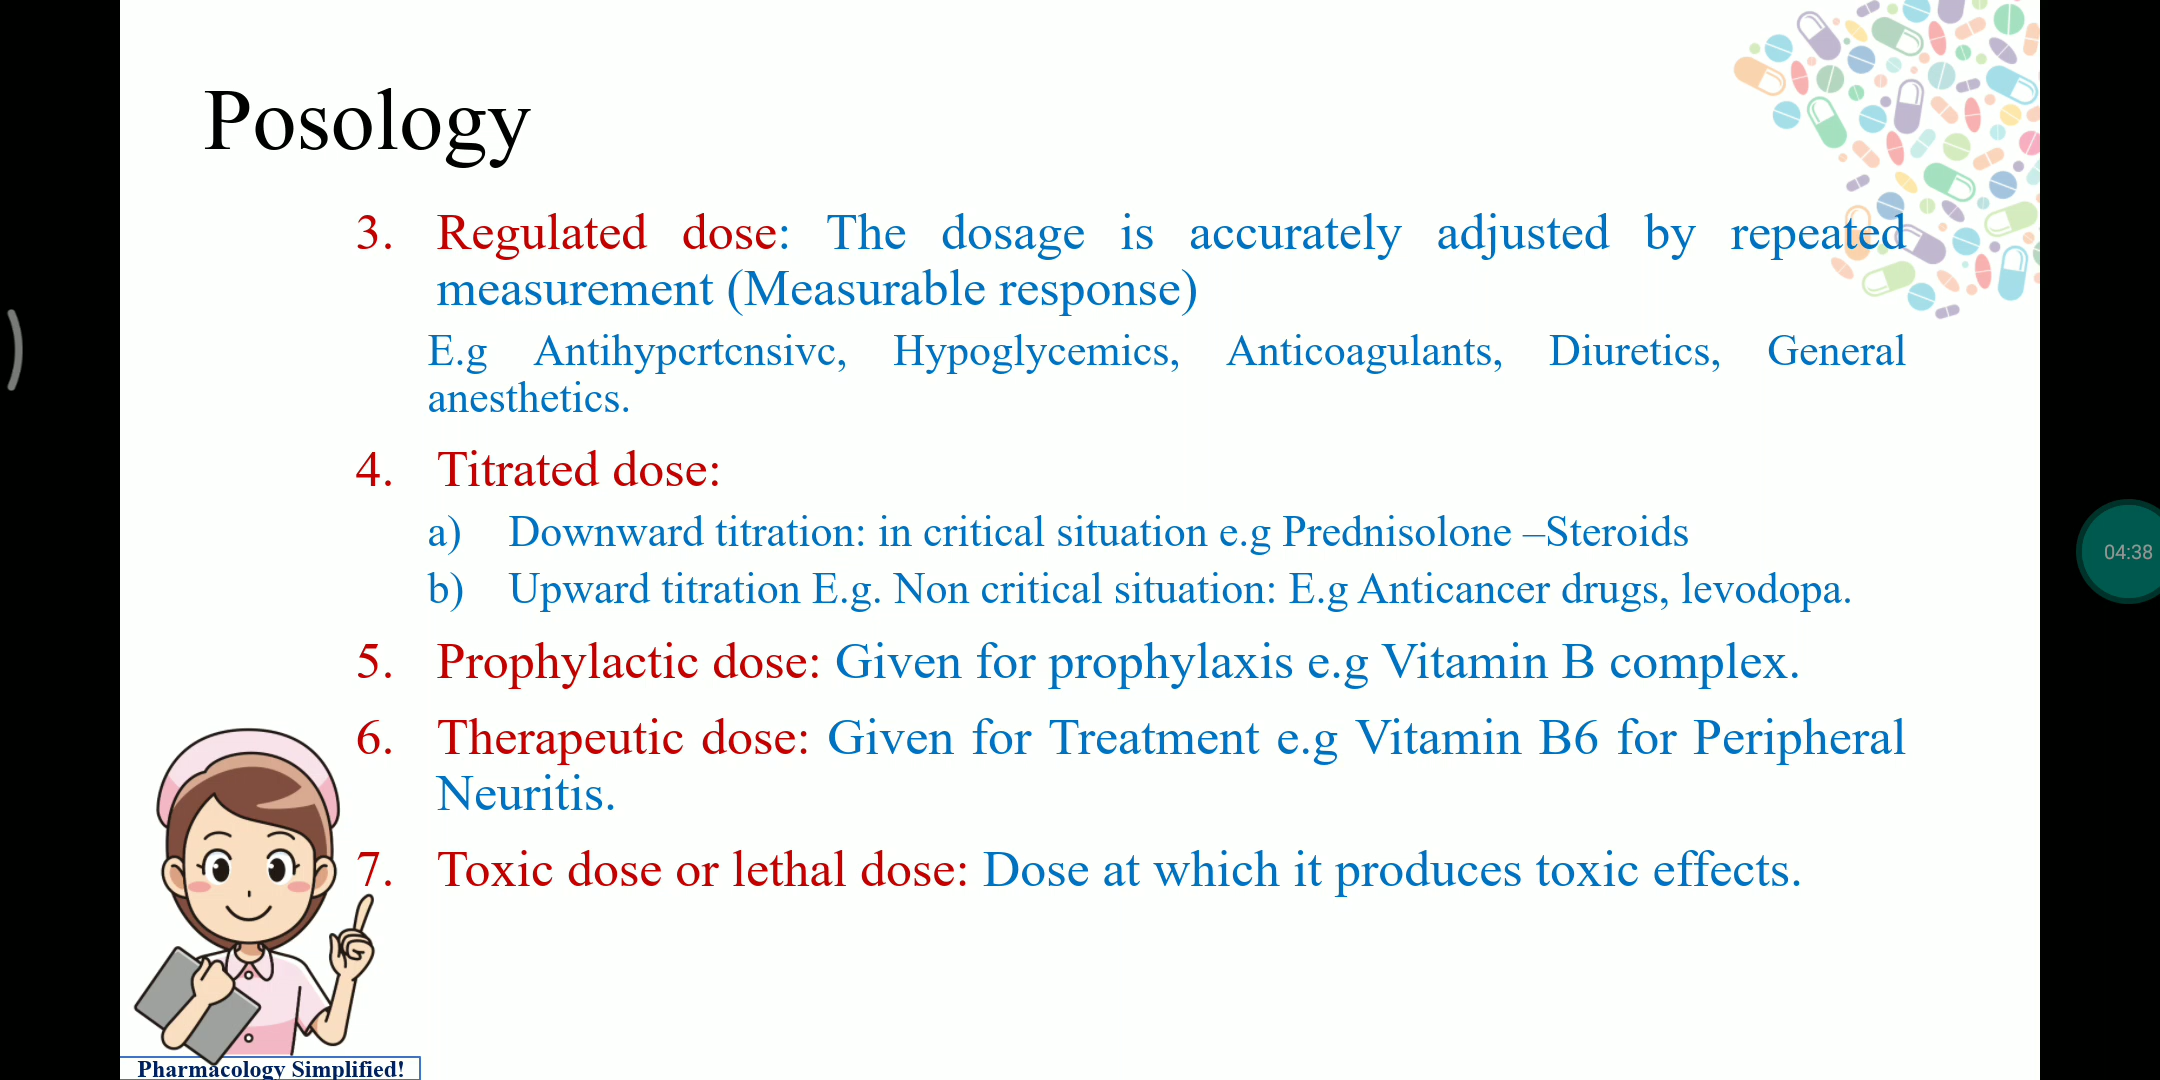 Posology
3. Regulated dose: The dosage is accurately adjusted by repeated
measurement (Measurable response)
E.g Antihypertensive, Hypoglycemics, Anticoagulants, Diuretics, General
anesthetics.
4. Titrated dose:
a) Downward titration: in critical situation e.g Prednisolone –Steroids
b) Upward titration E.g. Non critical situation: E.g Anticancer drugs, levodopa.
5. Prophylactic dose: Given for prophylaxis e.g Vitamin B complex.
6. Therapeutic dose: Given for Treatment e.g Vitamin B6 for Peripheral
Neuritis.
7. Toxic dose or lethal dose: Dose at which it produces toxic effects.
04:38
Pharmacology Simplified!